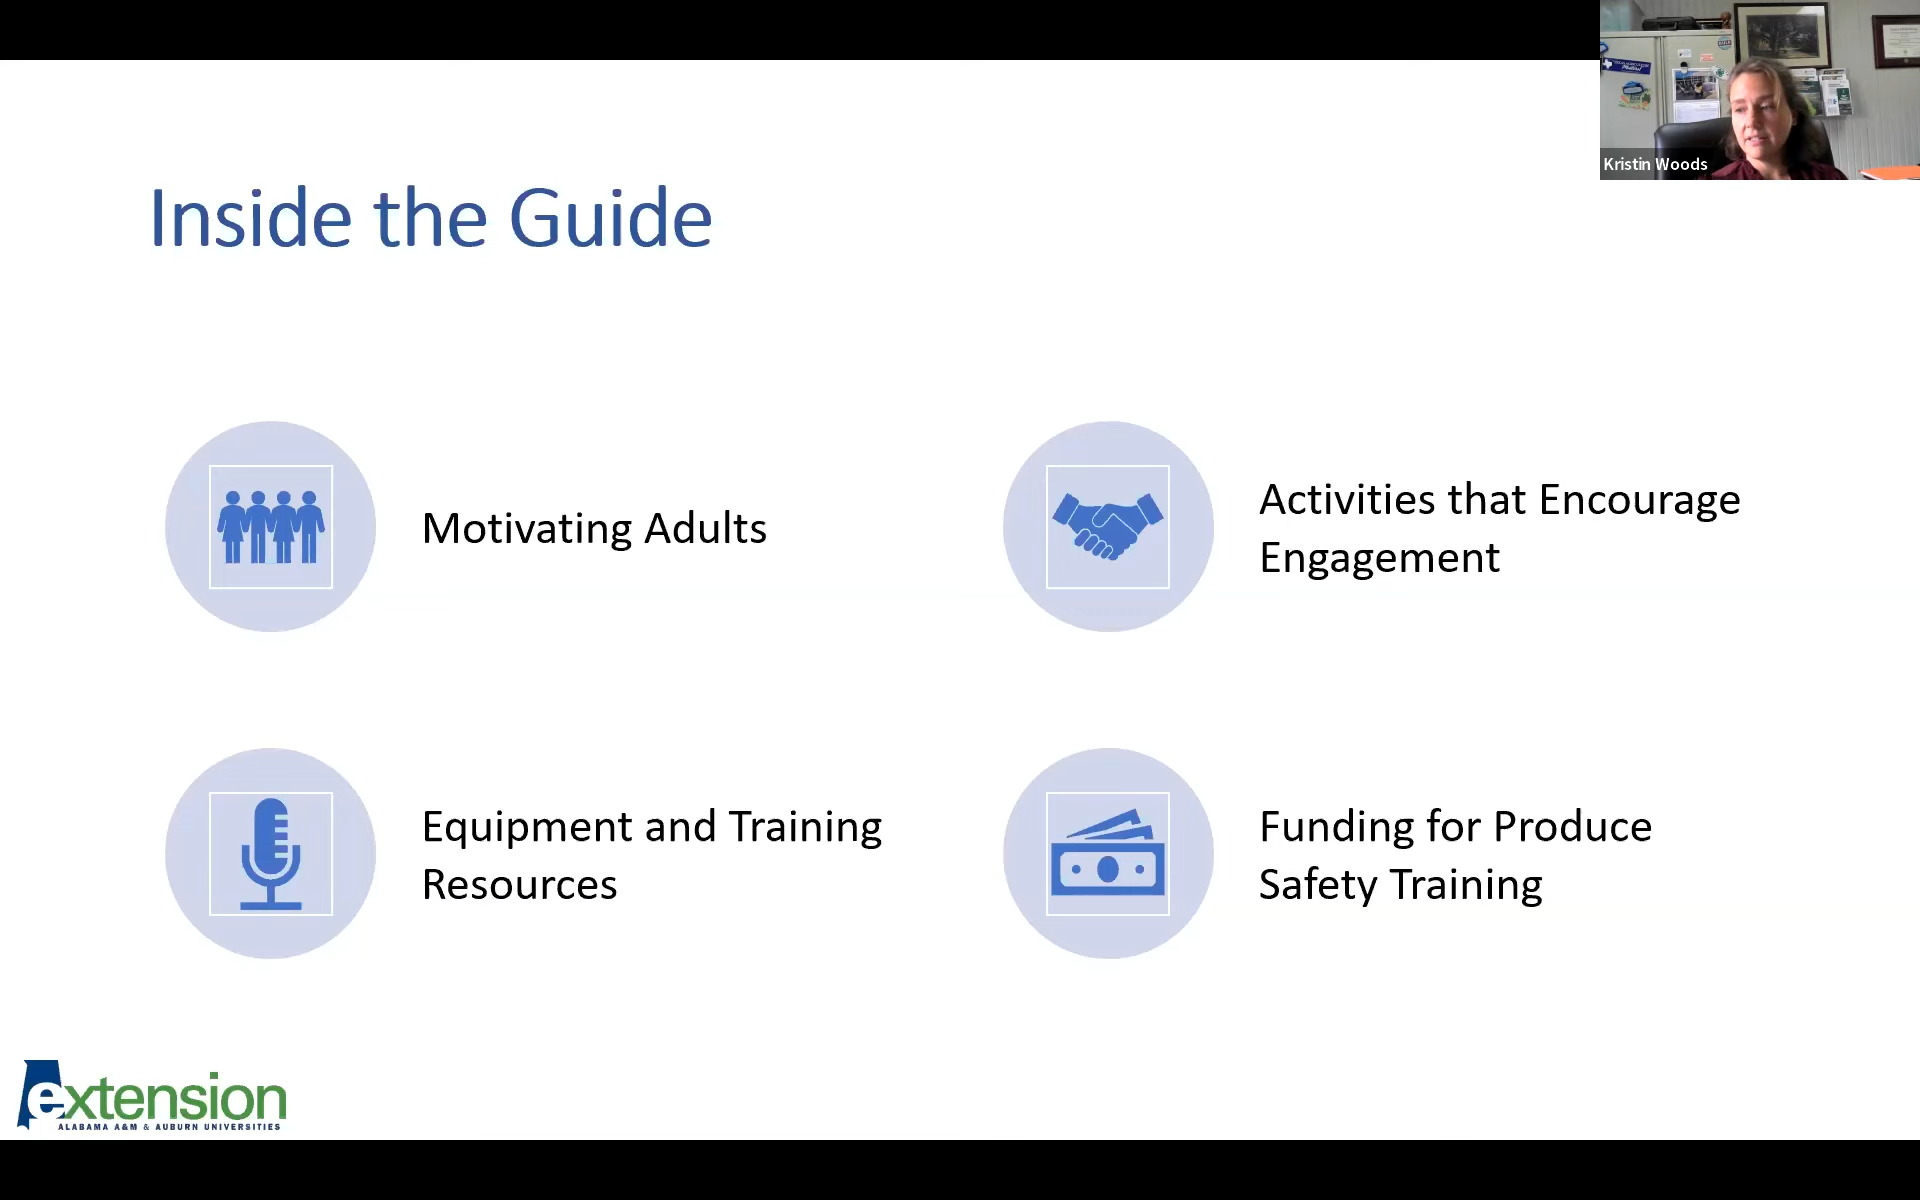 Kristin Woods
Inside the Guide
Motivating Adults
Activities that Encourage
Engagement
Equipment and Training
Resources
Funding for Produce
Safety Training
extension
ALABAMA A&M & AUBURN UNIVERSITIES